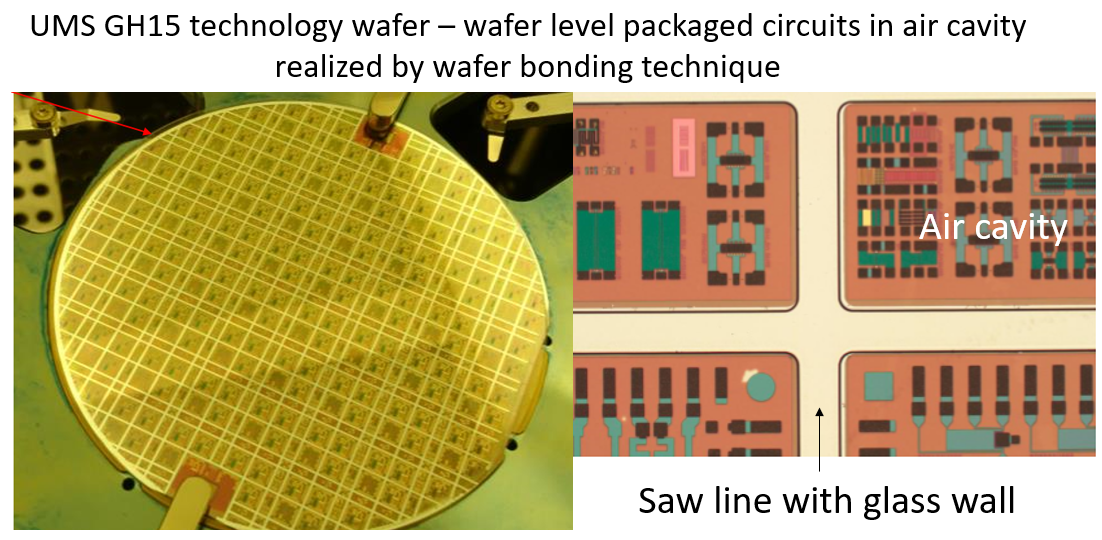 UMS GH15 technology wafer – wafer level packaged circuits in air cavity
realized by wafer bonding technique
Air cavity
Saw line with glass wall